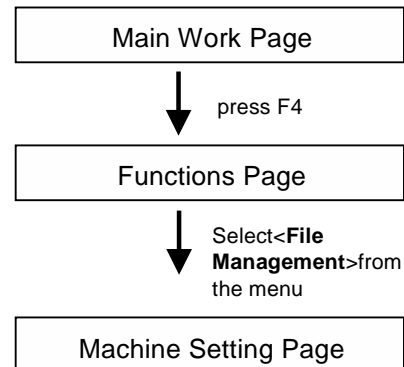 Main Work Page
press F4
Functions Page
Select<File
Management>from
the menu
Machine Setting Page